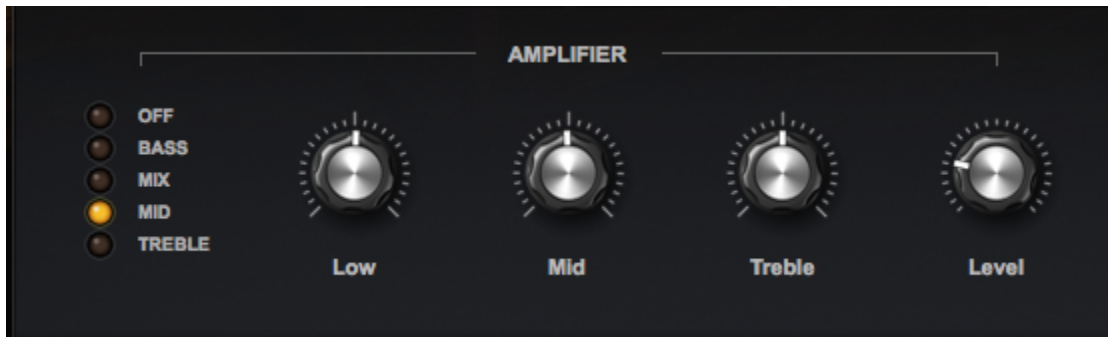 AMPLIFIER
OFF
BASS
MIX
MID
TREBLE
Low
Mid
Treble
Level